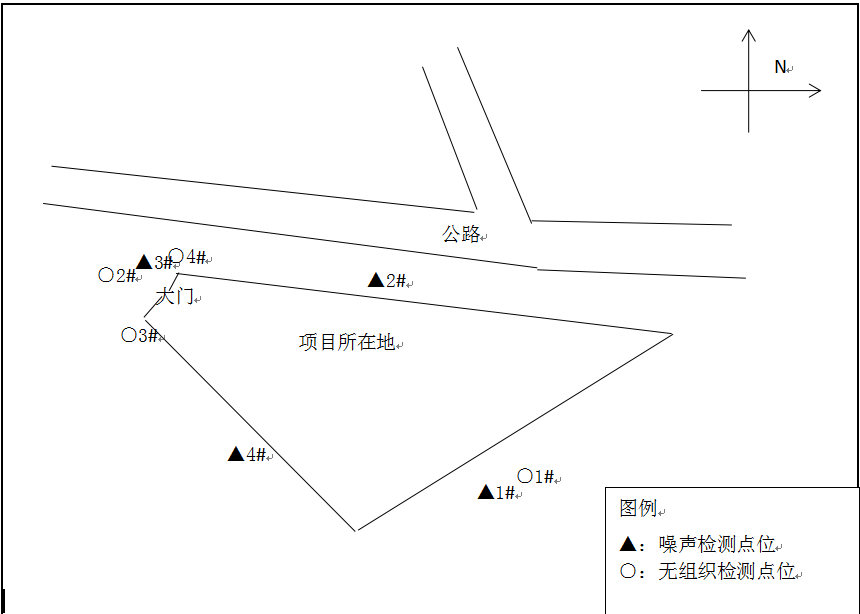 N
公路
▲3#
○4#
○2#
▲2#
大门
○3#
项目所在地
▲4#
○1#
▲1#
图例
▲：噪声检测点位
○：无组织检测点位